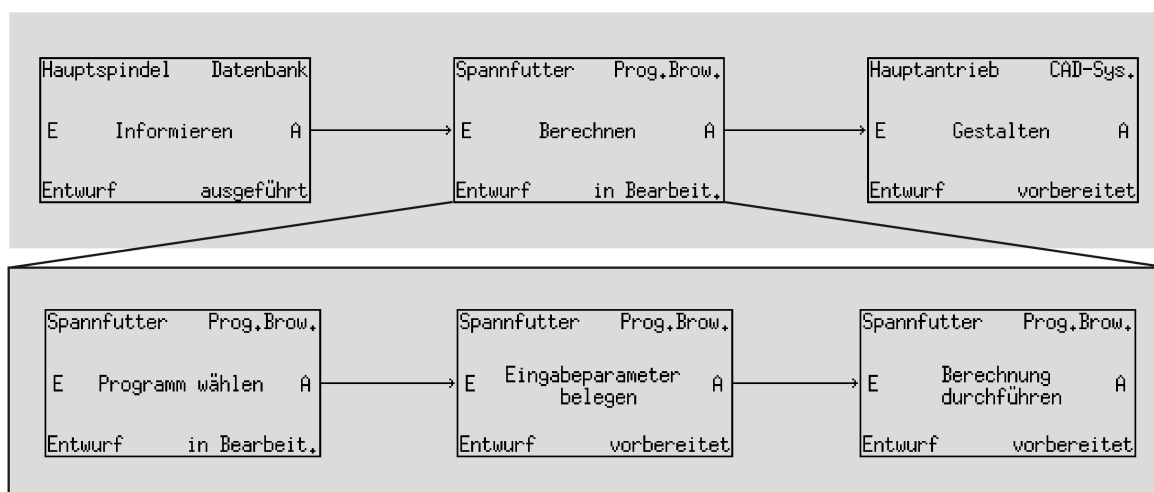 Hauptspindel Datenbank
E Informieren A
Entwurf ausgeführt
Spannfutter Prog.Brow.
E Berechnen A
Entwurf in Bearbeit.
Hauptantrieb CAD-Sys.
E Gestalten A
Entwurf vorbereitet
Spannfutter Prog.Brow.
E Programm wählen A
Entwurf in Bearbeit.
Spannfutter Prog.Brow.
E Eingabeparameter A
belegen
Entwurf vorbereitet
Spannfutter Prog.Brow.
E Berechnung A
durchführen
Entwurf vorbereitet